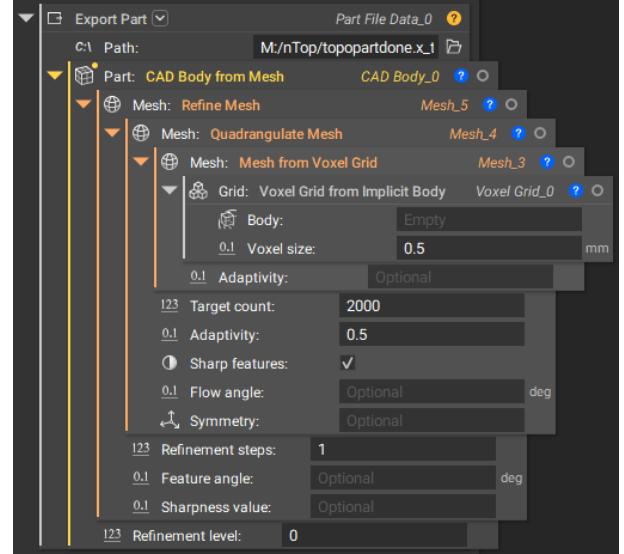 Export Part Part File Data_0 ?
C:\ Path: M:/nTop/topopartdone.x_t
Part: CAD Body from Mesh CAD Body_0 ?
Mesh: Refine Mesh Mesh_5 ?
Mesh: Quadrangulate Mesh Mesh_4 ?
Mesh: Mesh from Voxel Grid Mesh_3 ?
Grid: Voxel Grid from Implicit Body Voxel Grid_0 ?
Body: Empty
0.1 Voxel size: 0.5 mm
0.1 Adaptivity: Optional
123 Target count: 2000
0.1 Adaptivity: 0.5
Sharp features:
0.1 Flow angle: Optional deg
Symmetry: Optional
123 Refinement steps: 1
0.1 Feature angle: Optional deg
0.1 Sharpness value: Optional
123 Refinement level: 0